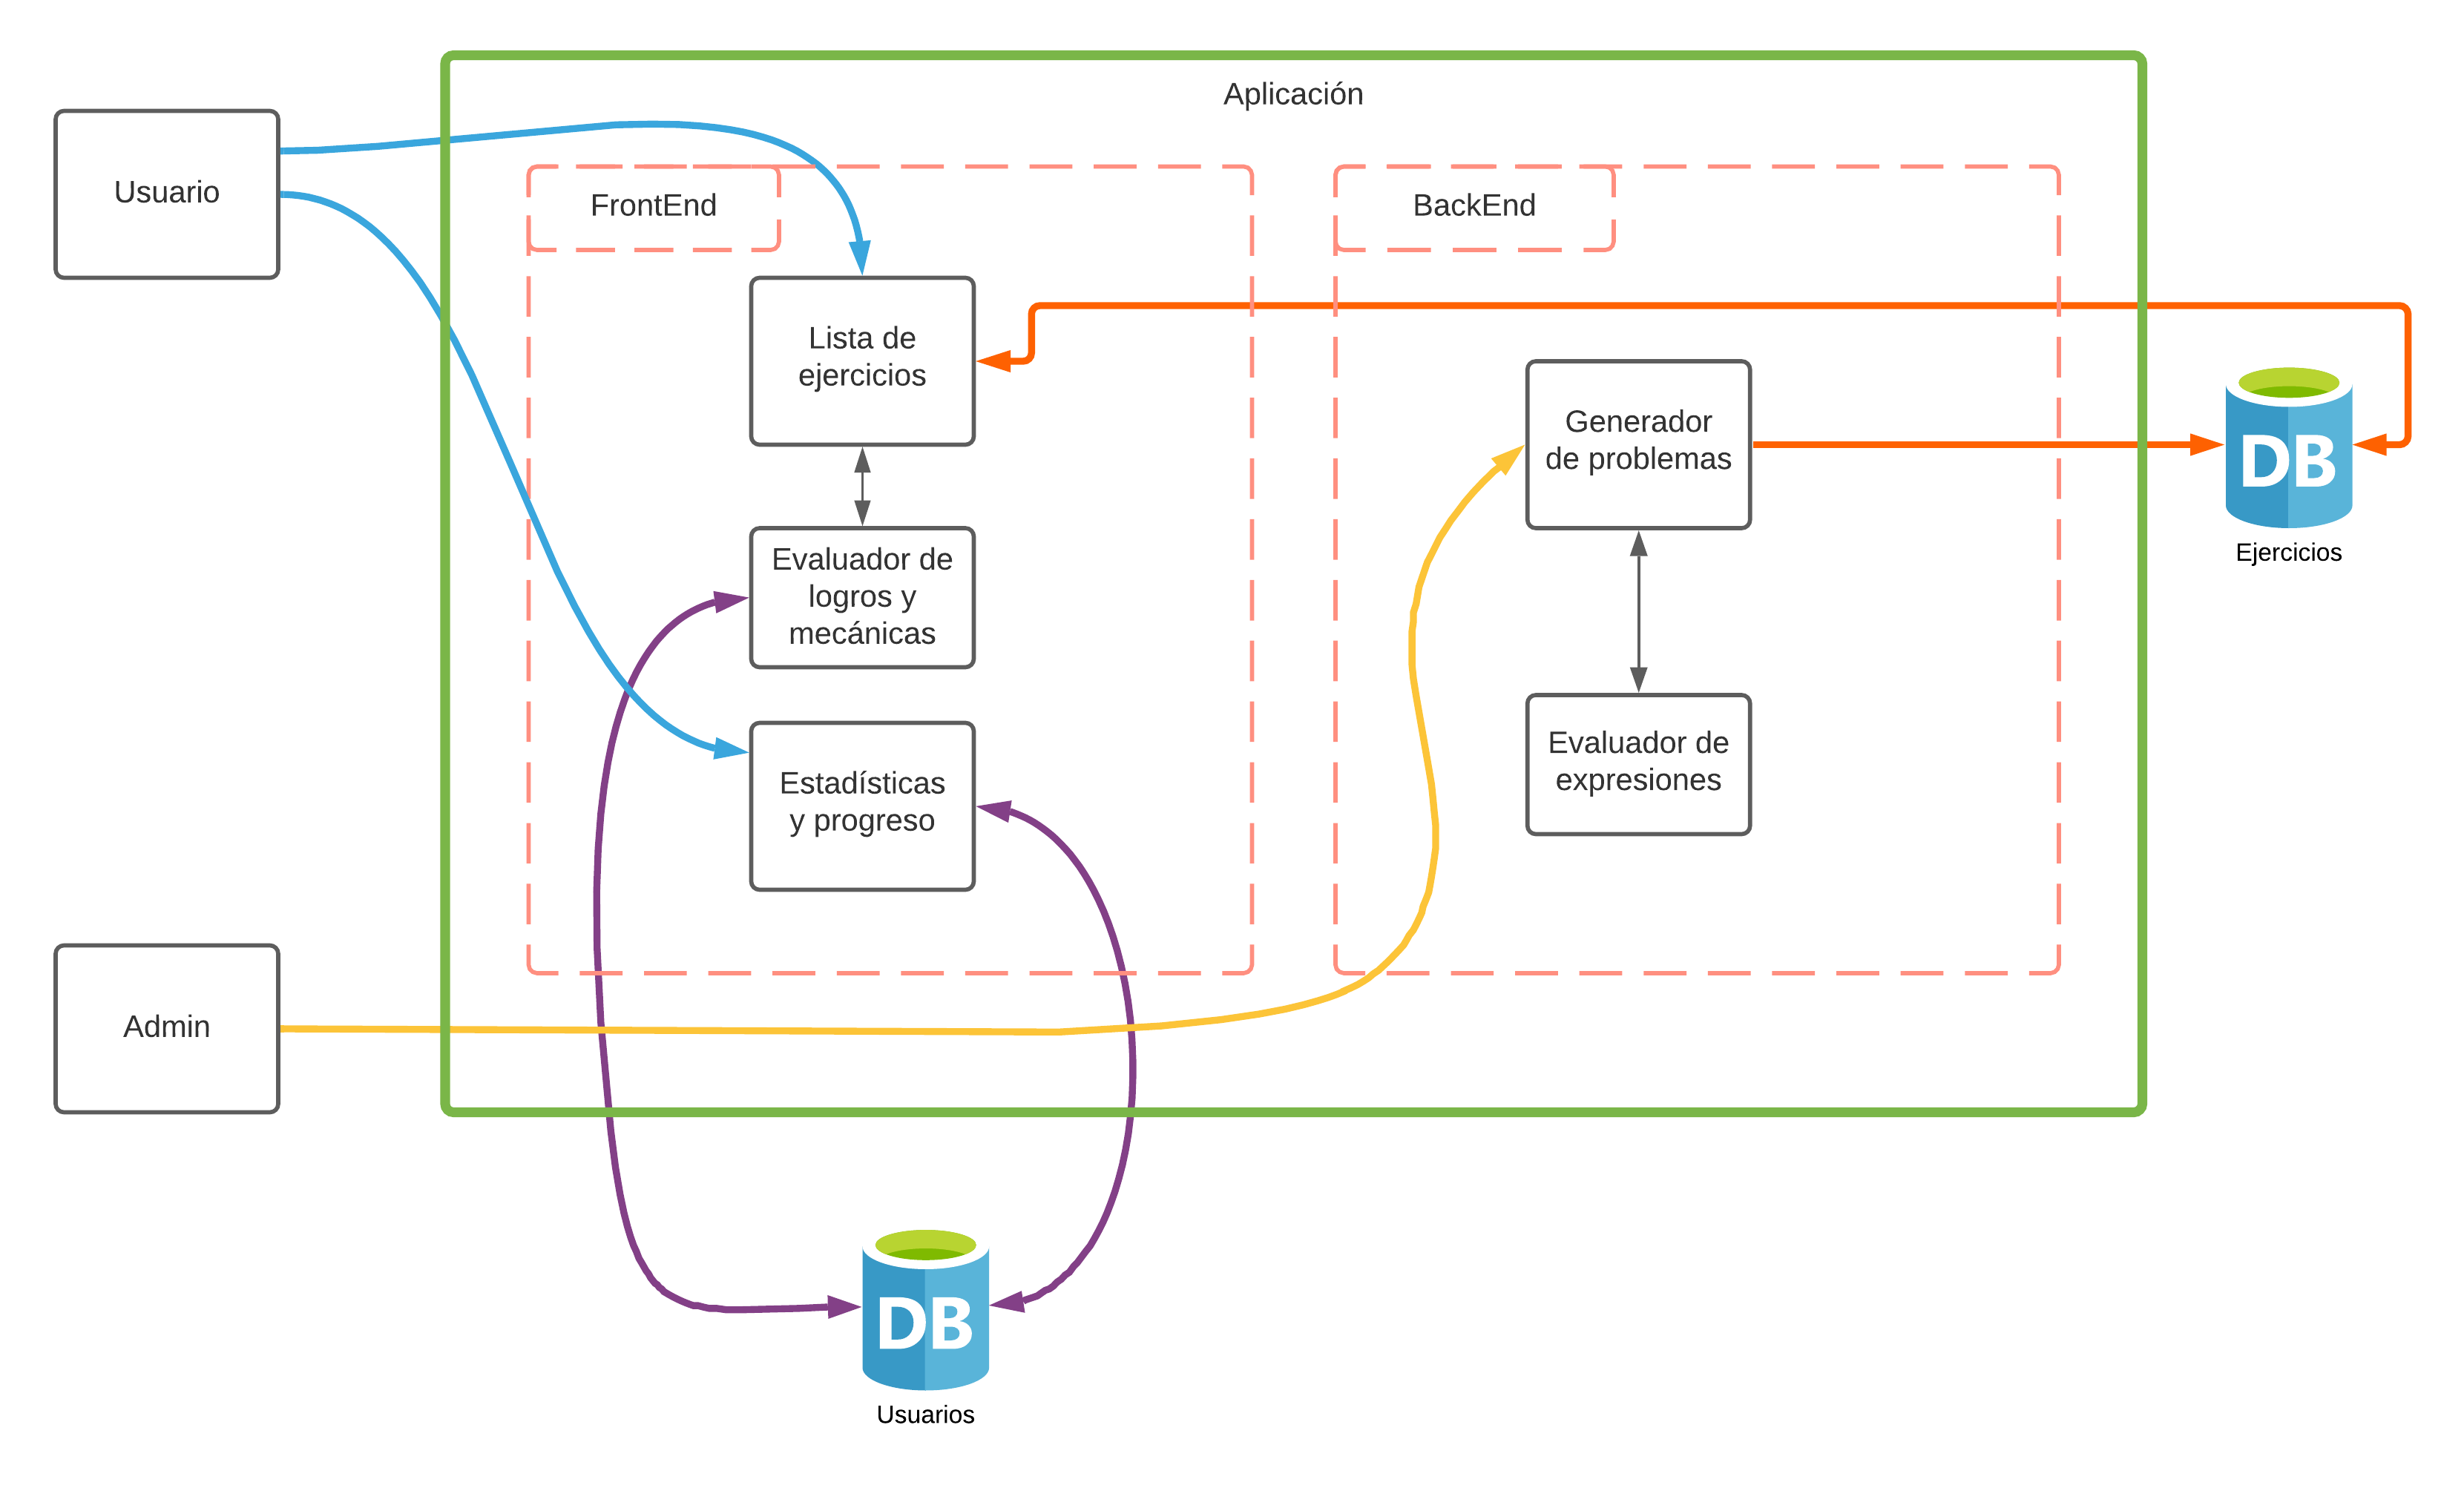 Aplicación
Usuario
FrontEnd
BackEnd
Lista de
ejercicios
Generador
de problemas
DB
Ejercicios
Evaluador de
logros y
mecánicas
Evaluador de
expresiones
Estadísticas
y progreso
Admin
DB
Usuarios